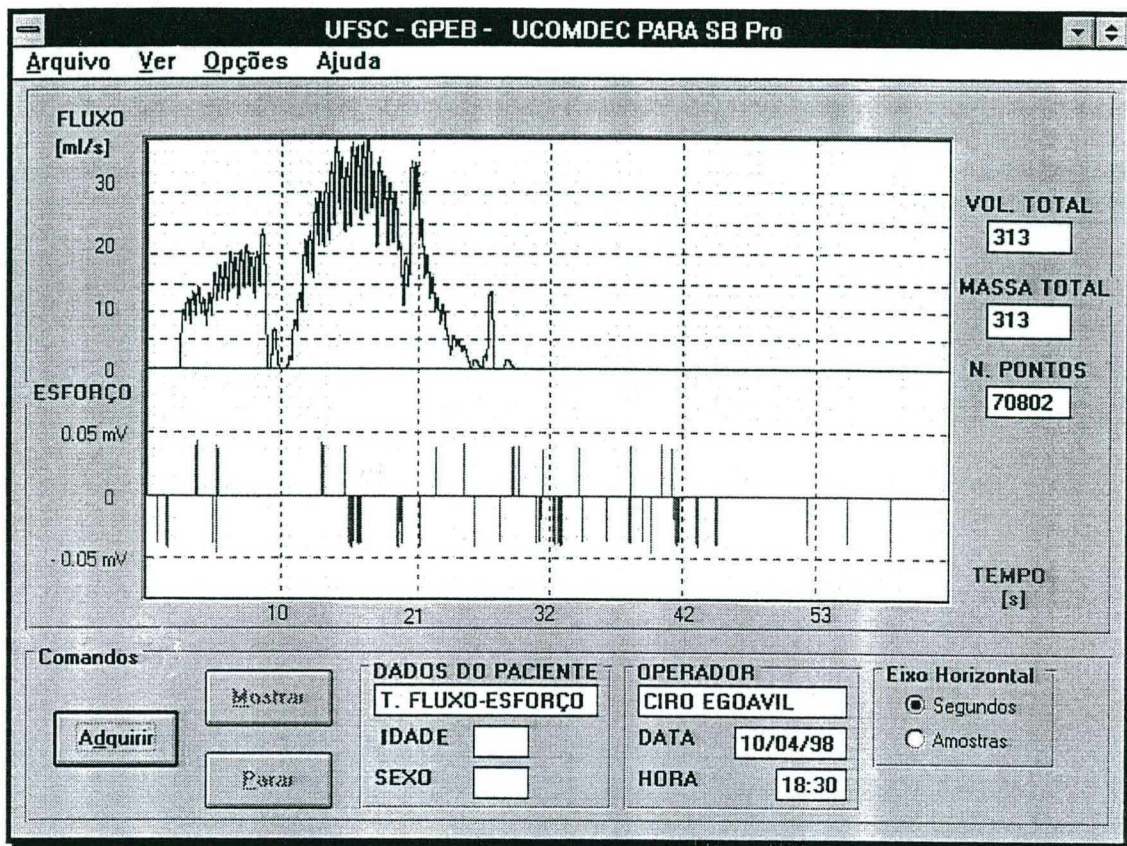 UFSC - GPEB - UCOMDEC PARA SB Pro
Arquivo Ver Opções Ajuda
FLUXO
[ml/s]
30
20
10
0
VOL. TOTAL
313
MASSA TOTAL
313
N. PONTOS
70802
ESFORÇO
0.05 mV
0
- 0.05 mV
10 21 32 42 53
TEMPO
[s]
Comandos
Adquirir
Mostrar
Parar
DADOS DO PACIENTE
T. FLUXO-ESFORÇO
IDADE
SEXO
OPERADOR
CIRO EGOAVIL
DATA 10/04/98
HORA 18:30
Eixo Horizontal
Segundos
Amostras